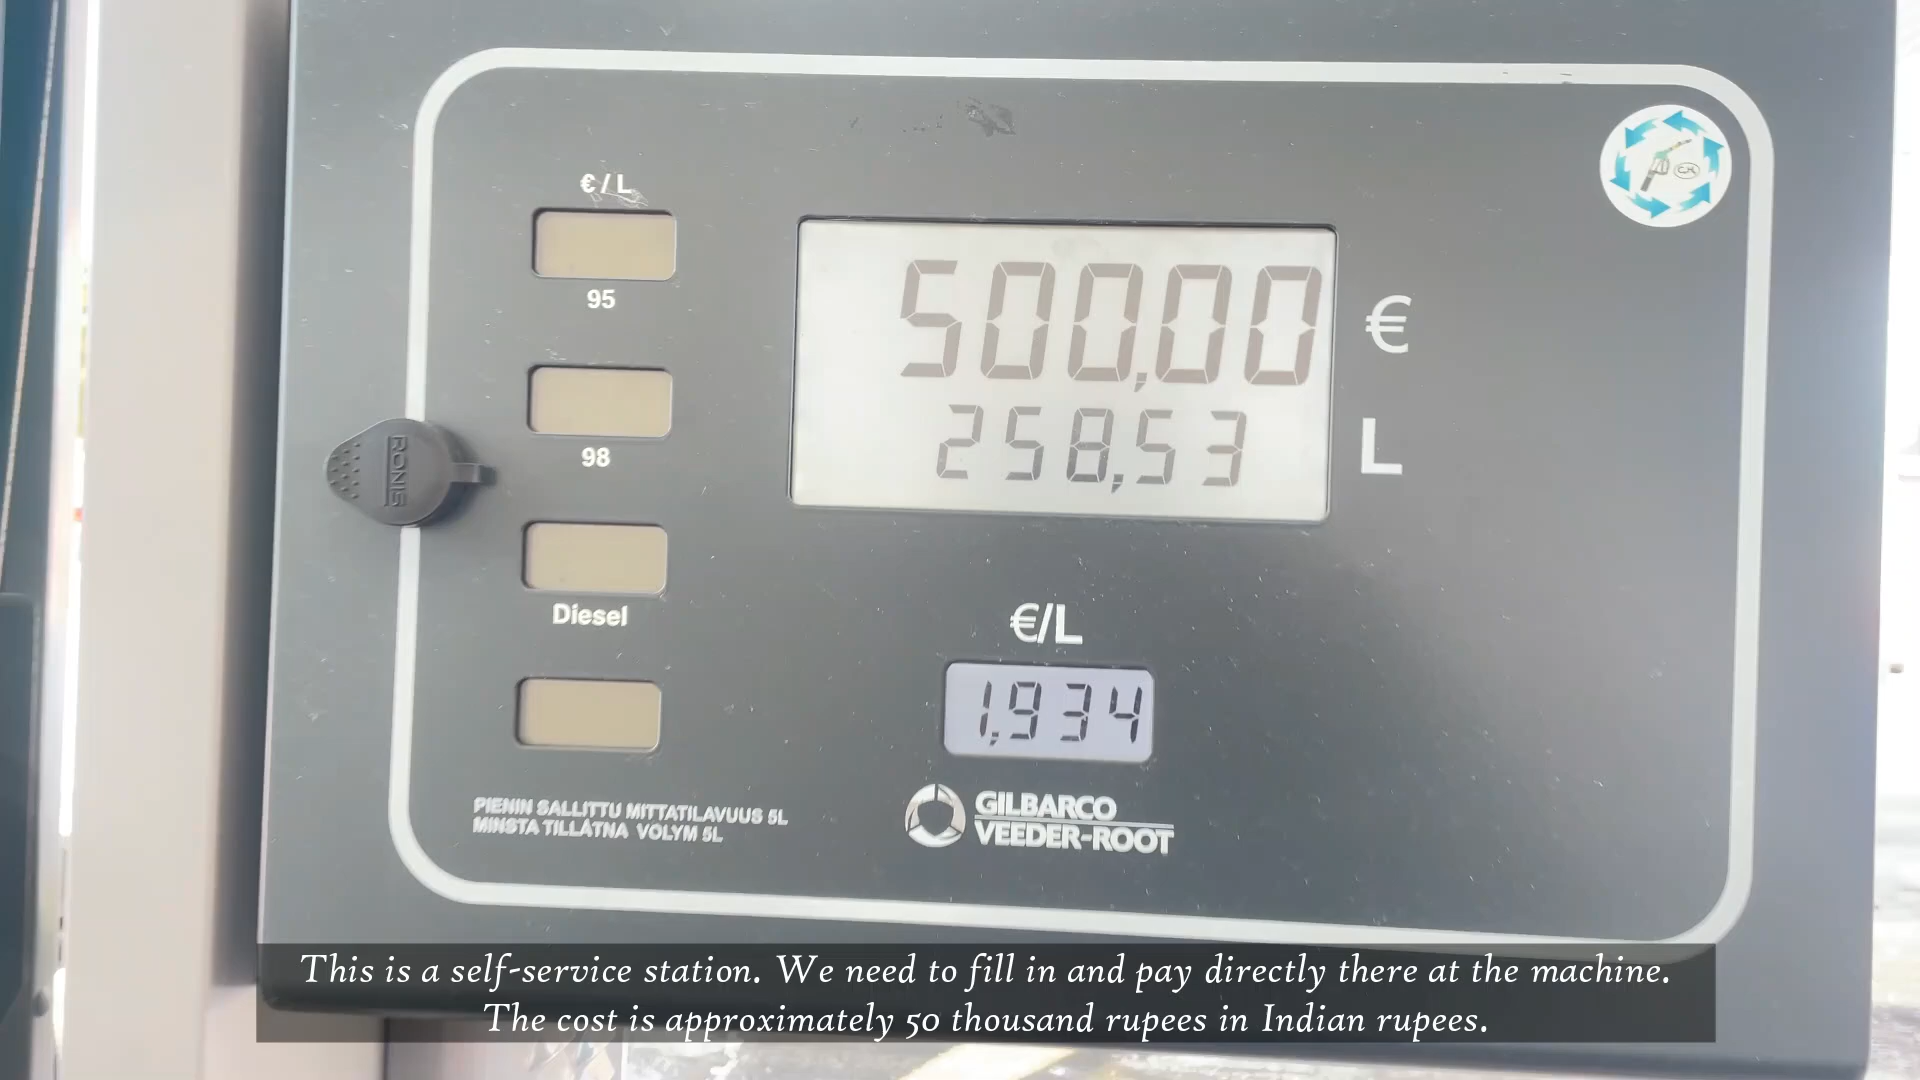 € / L
95
98
Diesel
RONIS
500,00 €
258,53 L
€/L
1,934
PIENIN SALLITTU MITTATILAVUUS 5L
MINSTA TILLÅTNA VOLYM 5L
GILBARCO
VEEDER-ROOT
This is a self-service station. We need to fill in and pay directly there at the machine.
The cost is approximately 50 thousand rupees in Indian rupees.